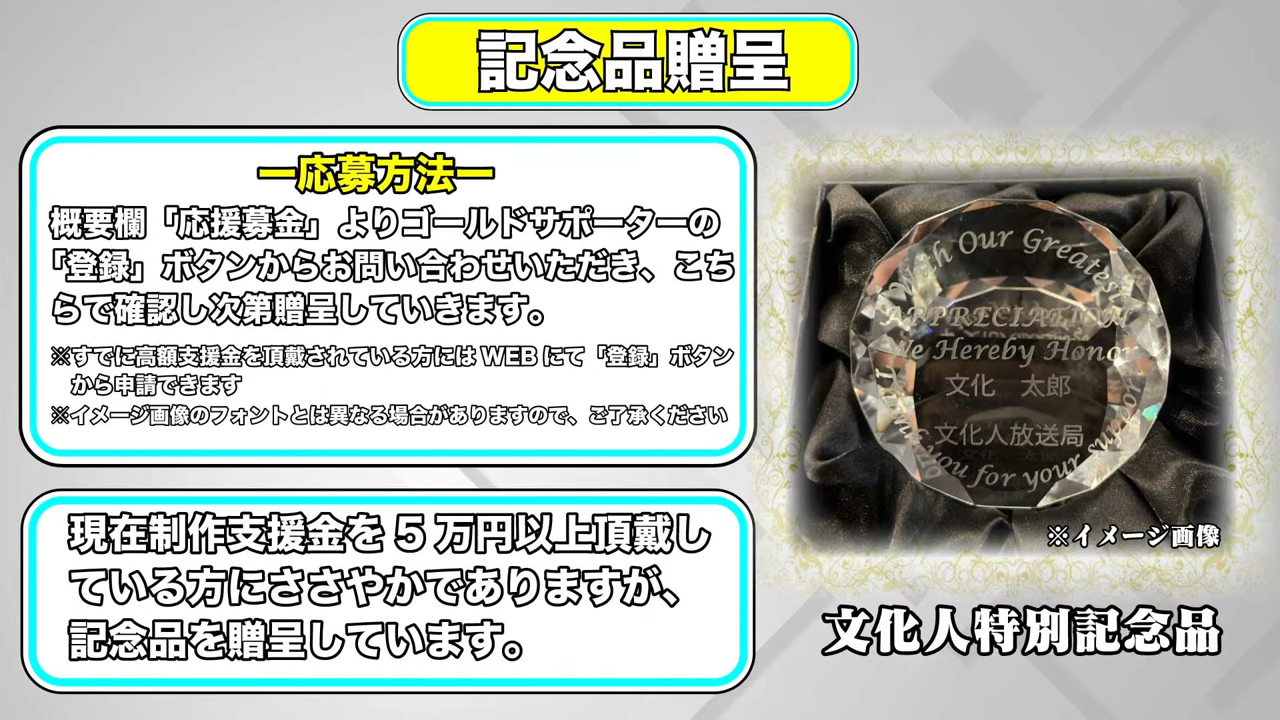 記念品贈呈
ー応募方法ー
概要欄「応援募金」よりゴールドサポーターの
「登録」ボタンからお問い合わせいただき、こち
らで確認し次第贈呈していきます。
※すでに高額支援金を頂戴されている方には WEB にて「登録」ボタン
から申請できます
※イメージ画像のフォントとは異なる場合がありますので、ご了承ください
現在制作支援金を 5 万円以上頂戴し
ている方にささやかでありますが、
記念品を贈呈しています。
With Our Greatest
APPRECIATION
We Hereby Honor
文化 太郎
文化人放送局
Thank you for your support
※イメージ画像
文化人特別記念品